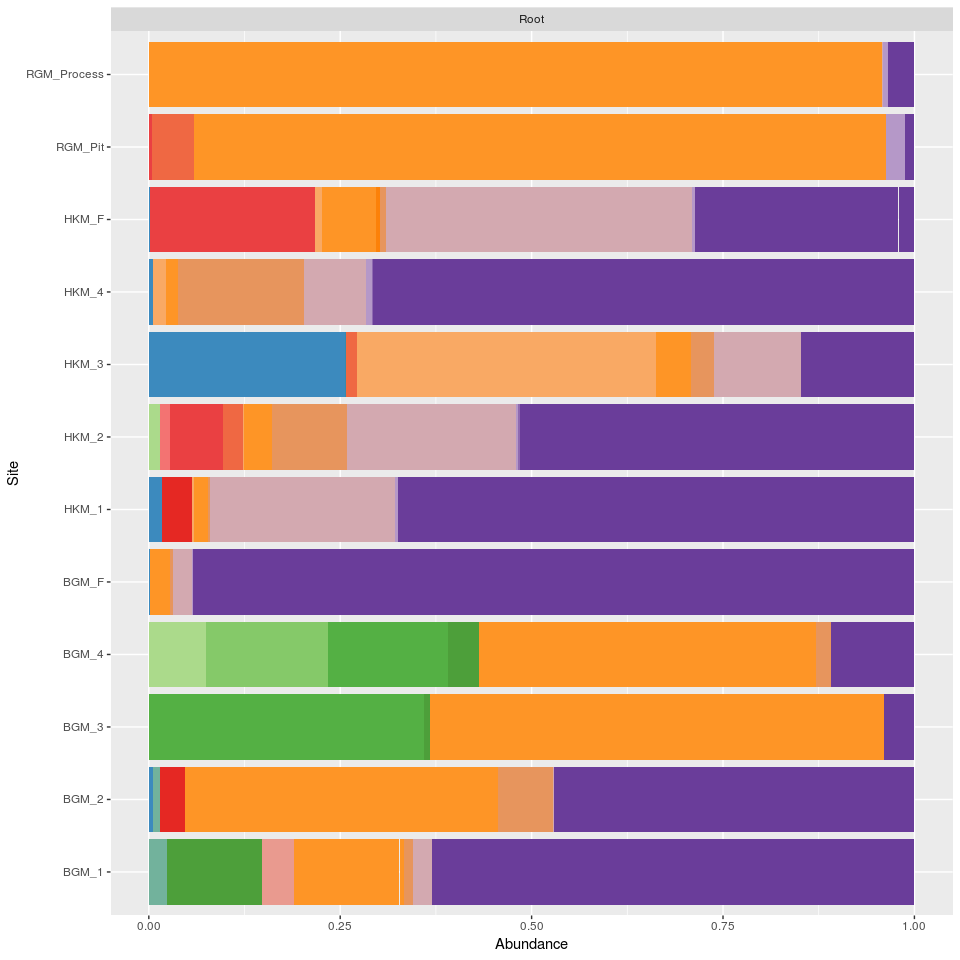 Root
RGM_Process
RGM_Pit
HKM_F
HKM_4
HKM_3
HKM_2
HKM_1
BGM_F
BGM_4
BGM_3
BGM_2
BGM_1
Site
0.00 0.25 0.50 0.75 1.00
Abundance